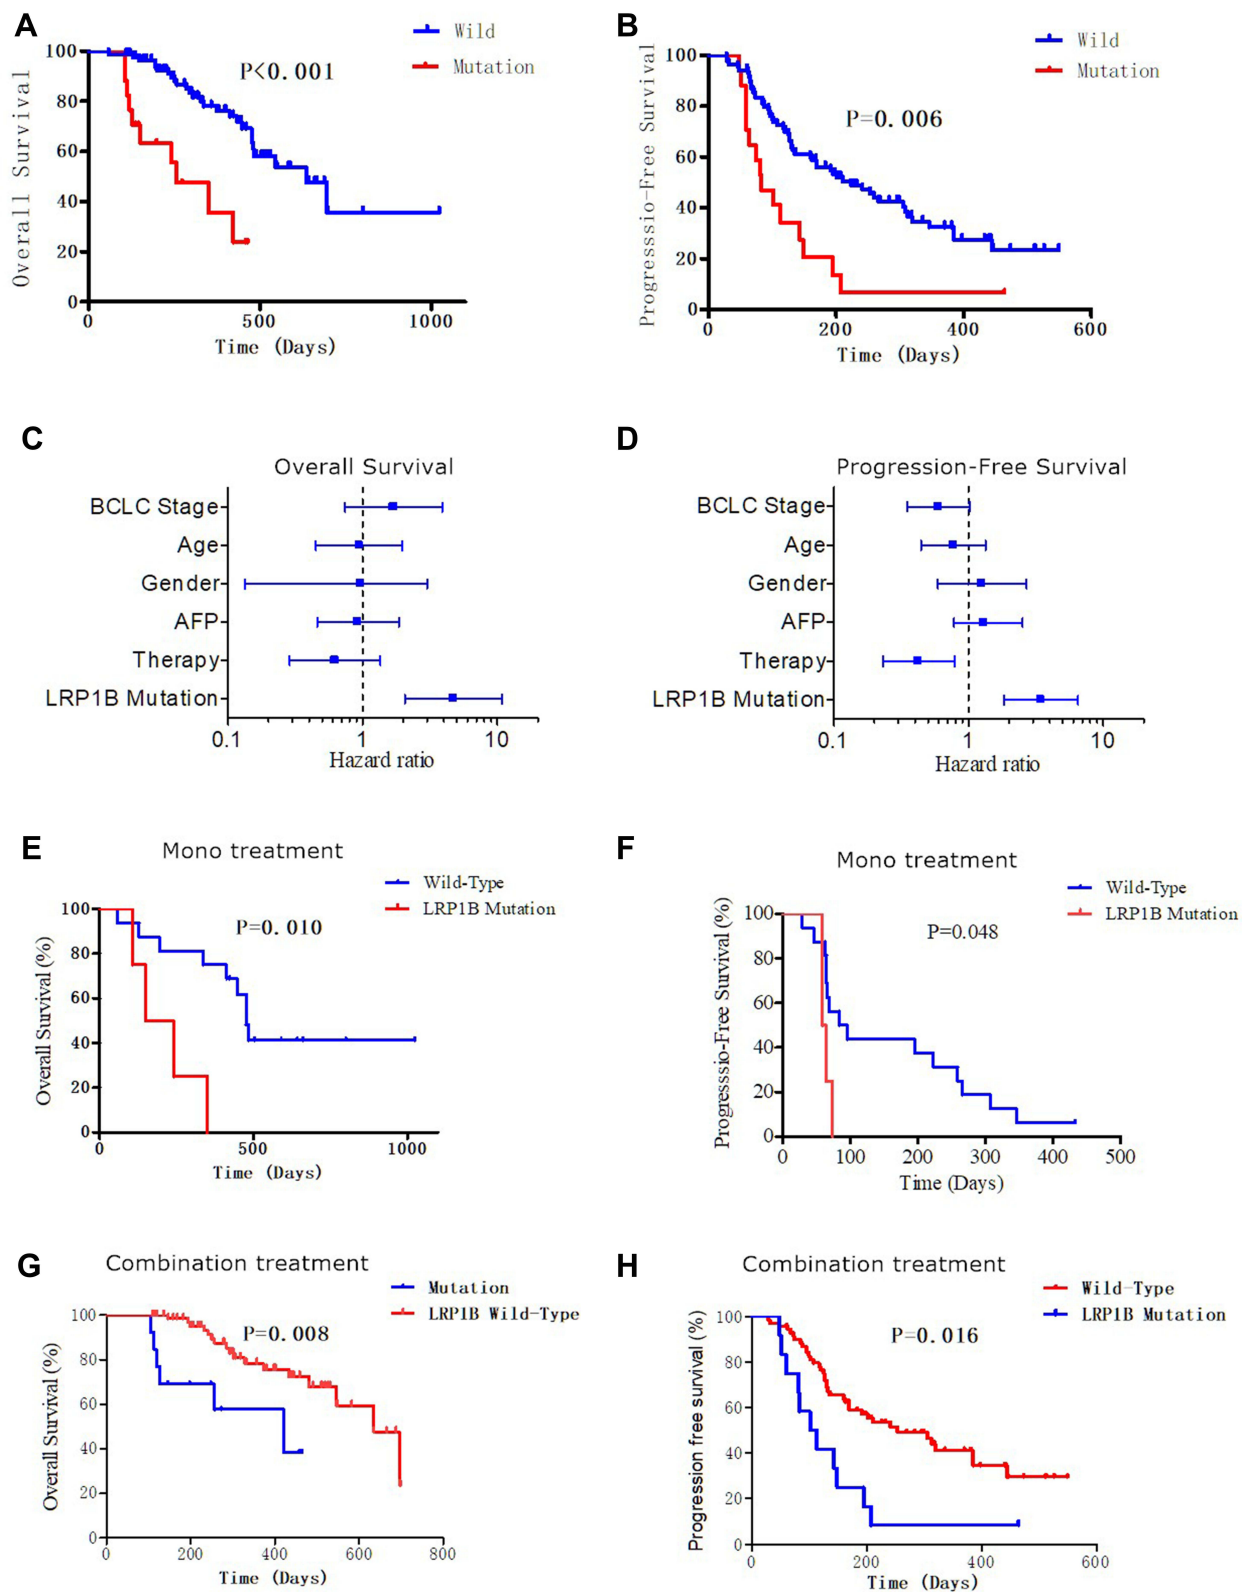 A
Wild
Mutation
P<0.001
Overall Survival
100
80
60
40
20
0
0
500
1000
Time (Days)
B
Wild
Mutation
P=0.006
Progresssio-Free Survival
100
80
60
40
20
0
0
200
400
600
Time (Days)
C
Overall Survival
BCLC Stage
Age
Gender
AFP
Therapy
LRP1B Mutation
0.1
1
10
Hazard ratio
D
Progression-Free Survival
BCLC Stage
Age
Gender
AFP
Therapy
LRP1B Mutation
0.1
1
10
Hazard ratio
E
Mono treatment
Wild-Type
LRP1B Mutation
P=0.010
Overall Survival (%)
100
80
60
40
20
0
0
500
1000
Time (Days)
F
Mono treatment
Wild-Type
LRP1B Mutation
P=0.048
Progresssio-Free Survival (%)
100
80
60
40
20
0
0
100
200
300
400
500
Time (Days)
G
Combination treatment
Mutation
LRP1B Wild-Type
P=0.008
Overall Survival (%)
100
80
60
40
20
0
0
200
400
600
800
Time (Days)
H
Combination treatment
Wild-Type
LRP1B Mutation
P=0.016
Progression free survival (%)
100
80
60
40
20
0
0
200
400
600
Time (Days)